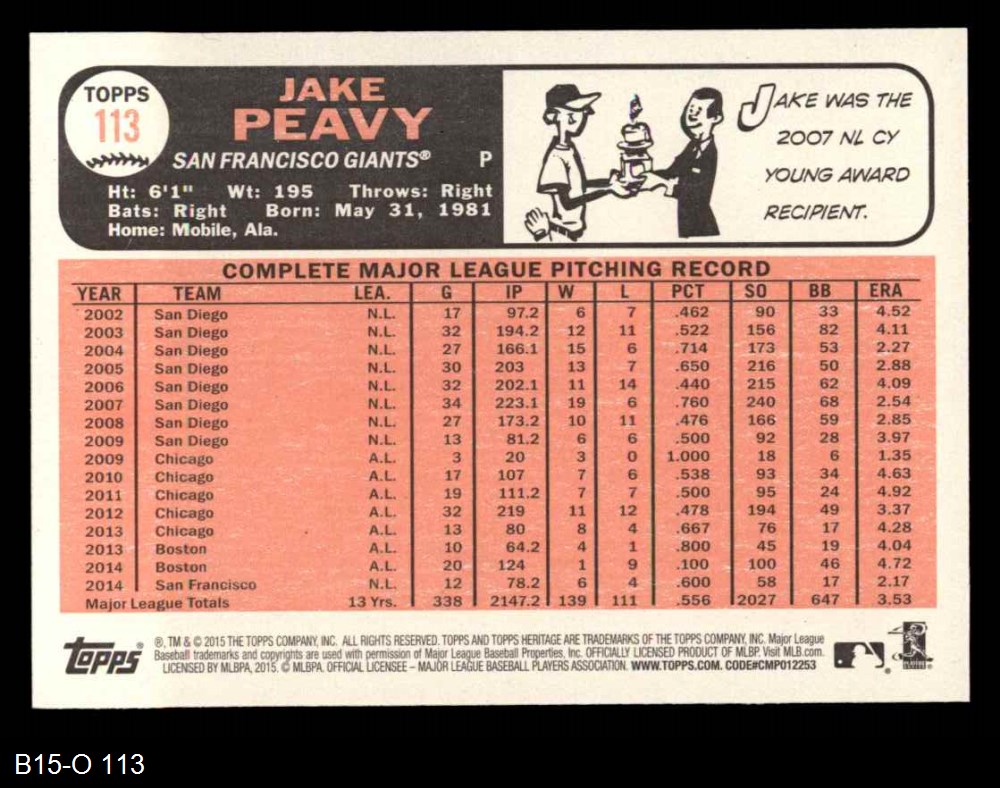 TOPPS
113
JAKE
PEAVY
SAN FRANCISCO GIANTS® P
Ht: 6'1" Wt: 195 Throws: Right
Bats: Right Born: May 31, 1981
Home: Mobile, Ala.
JAKE WAS THE
2007 NL CY
YOUNG AWARD
RECIPIENT.
COMPLETE MAJOR LEAGUE PITCHING RECORD
YEAR TEAM LEA. G IP W L PCT SO BB ERA
2002 San Diego N.L. 17 97.2 6 7 .462 90 33 4.52
2003 San Diego N.L. 32 194.2 12 11 .522 156 82 4.11
2004 San Diego N.L. 27 166.1 15 6 .714 173 53 2.27
2005 San Diego N.L. 30 203 13 7 .650 216 50 2.88
2006 San Diego N.L. 32 202.1 11 14 .440 215 62 4.09
2007 San Diego N.L. 34 223.1 19 6 .760 240 68 2.54
2008 San Diego N.L. 27 173.2 10 11 .476 166 59 2.85
2009 San Diego N.L. 13 81.2 6 6 .500 92 28 3.97
2009 Chicago A.L. 3 20 3 0 1.000 18 6 1.35
2010 Chicago A.L. 17 107 7 6 .538 93 34 4.63
2011 Chicago A.L. 19 111.2 7 7 .500 95 24 4.92
2012 Chicago A.L. 32 219 11 12 .478 194 49 3.37
2013 Chicago A.L. 13 80 8 4 .667 76 17 4.28
2013 Boston A.L. 10 64.2 4 1 .800 45 19 4.04
2014 Boston A.L. 20 124 1 9 .100 100 46 4.72
2014 San Francisco N.L. 12 78.2 6 4 .600 58 17 2.17
Major League Totals 13 Yrs. 338 2147.2 139 111 .556 2027 647 3.53
Topps
®, TM & © 2015 THE TOPPS COMPANY, INC. ALL RIGHTS RESERVED. TOPPS AND TOPPS HERITAGE ARE TRADEMARKS OF THE TOPPS COMPANY, INC. Major League
Baseball trademarks and copyrights are used with permission of Major League Baseball Properties, Inc. OFFICIALLY LICENSED PRODUCT OF MLBP. Visit MLB.com.
LICENSED BY MLBPA, 2015. © MLBPA. OFFICIAL LICENSEE – MAJOR LEAGUE BASEBALL PLAYERS ASSOCIATION. WWW.TOPPS.COM. CODE#CMP012253
B15-O 113